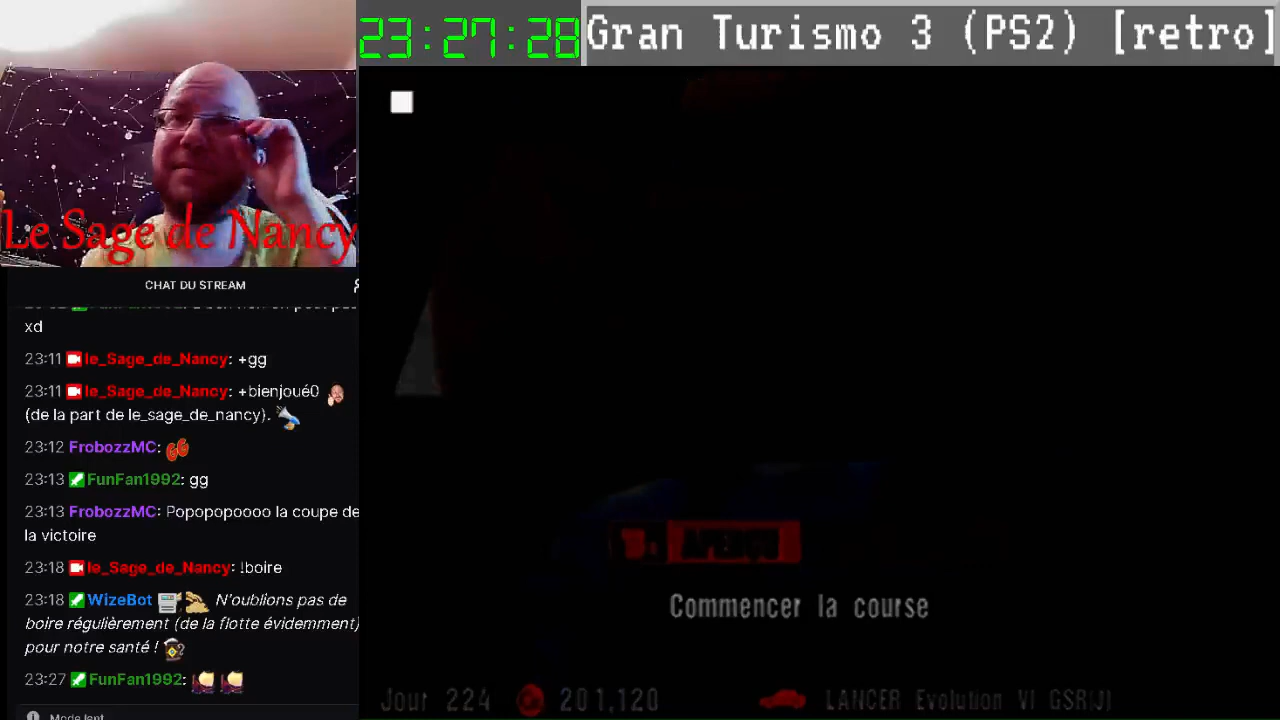 23:27:28
Gran Turismo 3 (PS2) [retro]
Le Sage de Nancy
CHAT DU STREAM
xd
23:11 le_Sage_de_Nancy: +gg
23:11 le_Sage_de_Nancy: +bienjoué0
(de la part de le_sage_de_nancy).
23:12 FrobozzMC:
23:13 FunFan1992: gg
23:13 FrobozzMC: Popopopoooo la coupe de
la victoire
23:18 le_Sage_de_Nancy: !boire
23:18 WizeBot N'oublions pas de
boire régulièrement (de la flotte évidemment)
pour notre santé !
23:27 FunFan1992:
Mode lent
APERÇU
Commencer la course
Jour 224 201,120 LANCER Evolution VI GSR(J)